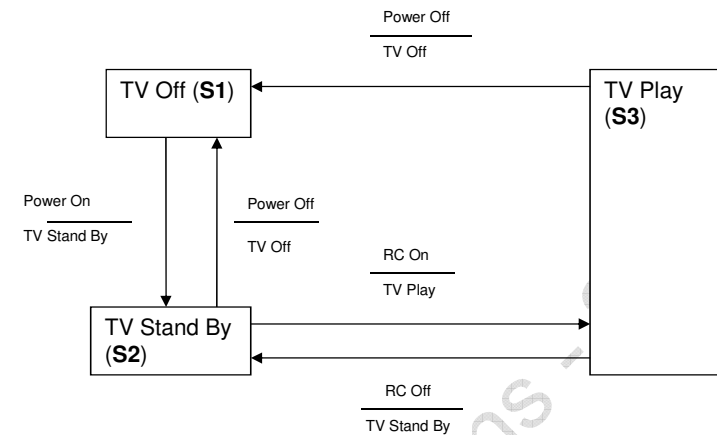 Power Off
TV Off
TV Off (S1)
TV Play
(S3)
Power On
TV Stand By
Power Off
TV Off
RC On
TV Play
TV Stand By
(S2)
RC Off
TV Stand By